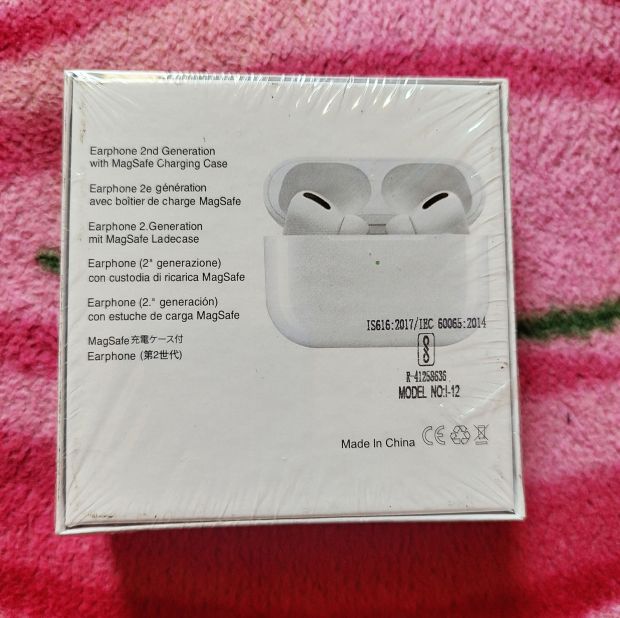 Earphone 2nd Generation
with MagSafe Charging Case
Earphone 2e génération
avec boîtier de charge MagSafe
Earphone 2.Generation
mit MagSafe Ladecase
Earphone (2ª generazione)
con custodia di ricarica MagSafe
Earphone (2.ª generación)
con estuche de carga MagSafe
MagSafe充電ケース付
Earphone (第2世代)
IS616:2017/IEC 60065:2014
R-41258636
MODEL NO:I-12
Made In China CE